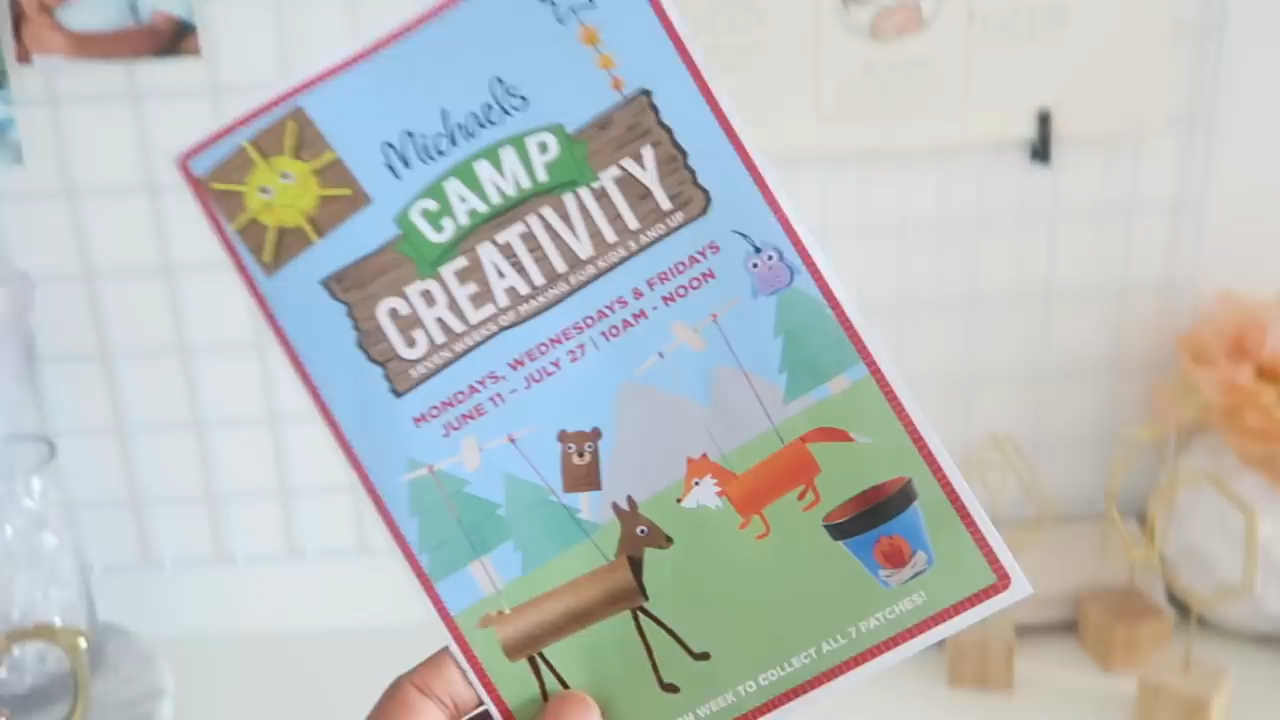 Michael's
CAMP
CREATIVITY
SEVEN WEEKS OF MAKING FOR KIDS 3 AND UP
MONDAYS, WEDNESDAYS & FRIDAYS
JUNE 11 - JULY 27 | 10AM - NOON
WEEK TO COLLECT ALL 7 PATCHES!